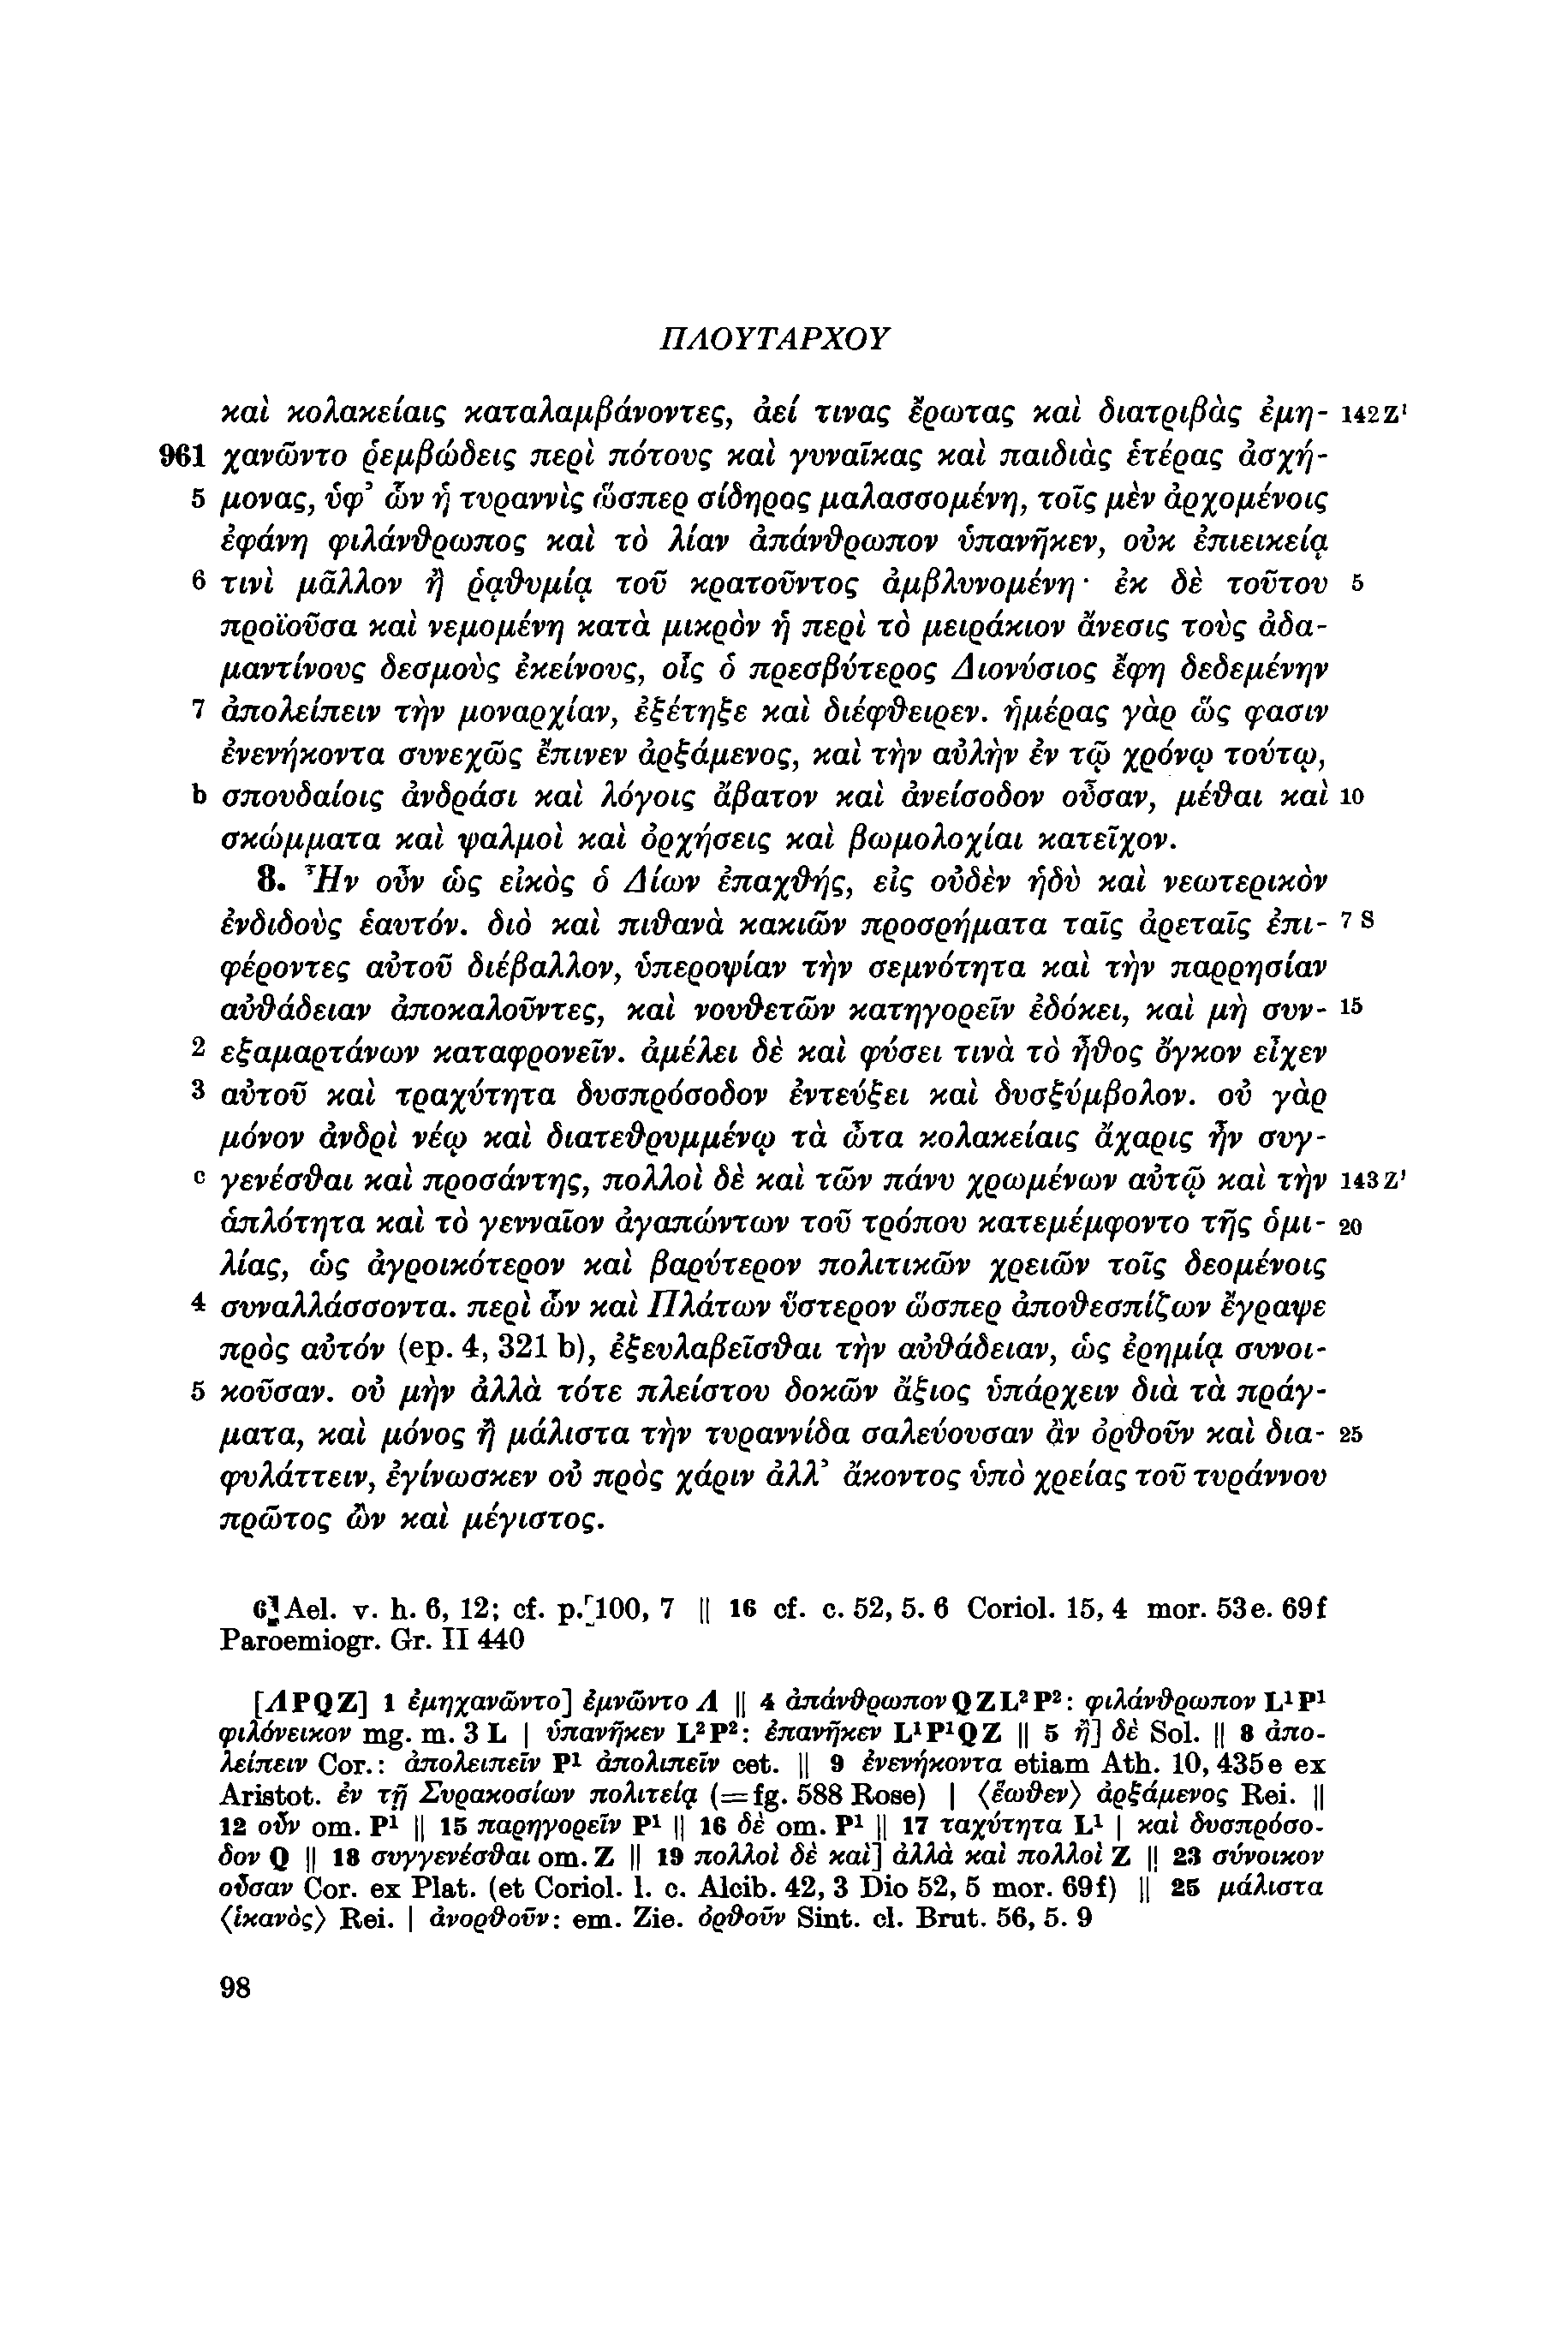 ΠΛΟΥΤΑΡΧΟΥ
καὶ κολακείαις καταλαμβάνοντες, ἀεί τινας ἔρωτας καὶ διατριβὰς ἐμη- 142 Z'
961 χανῶντο ῥεμβώδεις περὶ πότους καὶ γυναῖκας καὶ παιδιὰς ἑτέρας ἀσχή-
5 μονας, ὑφ’ ὧν ἡ τυραννὶς ὥσπερ σίδηρος μαλασσομένη, τοῖς μὲν ἀρχομένοις
ἐφάνη φιλάνθρωπος καὶ τὸ λίαν ἀπάνθρωπον ὑπανῆκεν, οὐκ ἐπιεικείᾳ
6 τινὶ μᾶλλον ἢ ῥᾳθυμίᾳ τοῦ κρατοῦντος ἀμβλυνομένη· ἐκ δὲ τούτου 5
προϊοῦσα καὶ νεμομένη κατὰ μικρὸν ἡ περὶ τὸ μειράκιον ἄνεσις τοὺς ἀδα-
μαντίνους δεσμοὺς ἐκείνους, οἷς ὁ πρεσβύτερος Διονύσιος ἔφη δεδεμένην
7 ἀπολείπειν τὴν μοναρχίαν, ἐξέτηξε καὶ διέφθειρεν. ἡμέρας γὰρ ὥς φασιν
ἐνενήκοντα συνεχῶς ἔπινεν ἀρξάμενος, καὶ τὴν αὐλὴν ἐν τῷ χρόνῳ τούτῳ,
b σπουδαίοις ἀνδράσι καὶ λόγοις ἄβατον καὶ ἀνείσοδον οὖσαν, μέθαι καὶ 10
σκώμματα καὶ ψαλμοὶ καὶ ὀρχήσεις καὶ βωμολοχίαι κατεῖχον.
8. Ἦν οὖν ὡς εἰκὸς ὁ Δίων ἐπαχθής, εἰς οὐδὲν ἡδὺ καὶ νεωτερικὸν
ἐνδιδοὺς ἑαυτόν. διὸ καὶ πιθανὰ κακιῶν προσρήματα ταῖς ἀρεταῖς ἐπι- 7 S
φέροντες αὐτοῦ διέβαλλον, ὑπεροψίαν τὴν σεμνότητα καὶ τὴν παρρησίαν
αὐθάδειαν ἀποκαλοῦντες, καὶ νουθετῶν κατηγορεῖν ἐδόκει, καὶ μὴ συν- 15
2 εξαμαρτάνων καταφρονεῖν. ἀμέλει δὲ καὶ φύσει τινὰ τὸ ἦθος ὄγκον εἶχεν
3 αὐτοῦ καὶ τραχύτητα δυσπρόσοδον ἐντεύξει καὶ δυσξύμβολον. οὐ γὰρ
μόνον ἀνδρὶ νέῳ καὶ διατεθρυμμένῳ τὰ ὦτα κολακείαις ἄχαρις ἦν συγ-
c γενέσθαι καὶ προσάντης, πολλοὶ δὲ καὶ τῶν πάνυ χρωμένων αὐτῷ καὶ τὴν 143 Z'
ἁπλότητα καὶ τὸ γενναῖον ἀγαπώντων τοῦ τρόπου κατεμέμφοντο τῆς ὁμι- 20
λίας, ὡς ἀγροικότερον καὶ βαρύτερον πολιτικῶν χρειῶν τοῖς δεομένοις
4 συναλλάσσοντα. περὶ ὧν καὶ Πλάτων ὕστερον ὥσπερ ἀποθεσπίζων ἔγραψε
πρὸς αὐτόν (ep. 4, 321 b), ἐξευλαβεῖσθαι τὴν αὐθάδειαν, ὡς ἐρημίᾳ συνοι-
5 κοῦσαν. οὐ μὴν ἀλλὰ τότε πλείστου δοκῶν ἄξιος ὑπάρχειν διὰ τὰ πράγ-
ματα, καὶ μόνος ἢ μάλιστα τὴν τυραννίδα σαλεύουσαν ἂν ὀρθοῦν καὶ δια- 25
φυλάττειν, ἐγίνωσκεν οὐ πρὸς χάριν ἀλλ’ ἄκοντος ὑπὸ χρείας τοῦ τυράννου
πρῶτος ὢν καὶ μέγιστος.
6] Ael. v. h. 6, 12; cf. p. 100, 7 || 16 cf. c. 52, 5. 6 Coriol. 15, 4 mor. 53e. 69f
Paroemiogr. Gr. II 440
[ΛPQZ] 1 ἐμηχανῶντο] ἐμνῶντο Λ || 4 ἀπάνθρωπον QZL²P²: φιλάνθρωπον L¹P¹
φιλόνεικον mg. m. 3 L | ὑπανῆκεν L²P²: ἐπανῆκεν L¹P¹QZ || 5 ἢ] δὲ Sol. || 8 ἀπο-
λείπειν Cor.: ἀπολειπεῖν P¹ ἀπολιπεῖν cet. || 9 ἐνενήκοντα etiam Ath. 10, 435e ex
Aristot. ἐν τῇ Συρακοσίων πολιτείᾳ (= fg. 588 Rose) | ⟨ἕωθεν⟩ ἀρξάμενος Rei. ||
12 οὖν om. P¹ || 15 παρηγορεῖν P¹ || 16 δὲ om. P¹ || 17 ταχύτητα L¹ | καὶ δυσπρόσο-
δον Q || 18 συγγενέσθαι om. Z || 19 πολλοὶ δὲ καὶ] ἀλλὰ καὶ πολλοὶ Z || 23 σύνοικον
οὖσαν Cor. ex Plat. (et Coriol. l. c. Alcib. 42, 3 Dio 52, 5 mor. 69f) || 25 μάλιστα
⟨ἱκανὸς⟩ Rei. | ἀνορθοῦν: em. Zie. ὀρθοῦν Sint. cl. Brut. 56, 5. 9
98